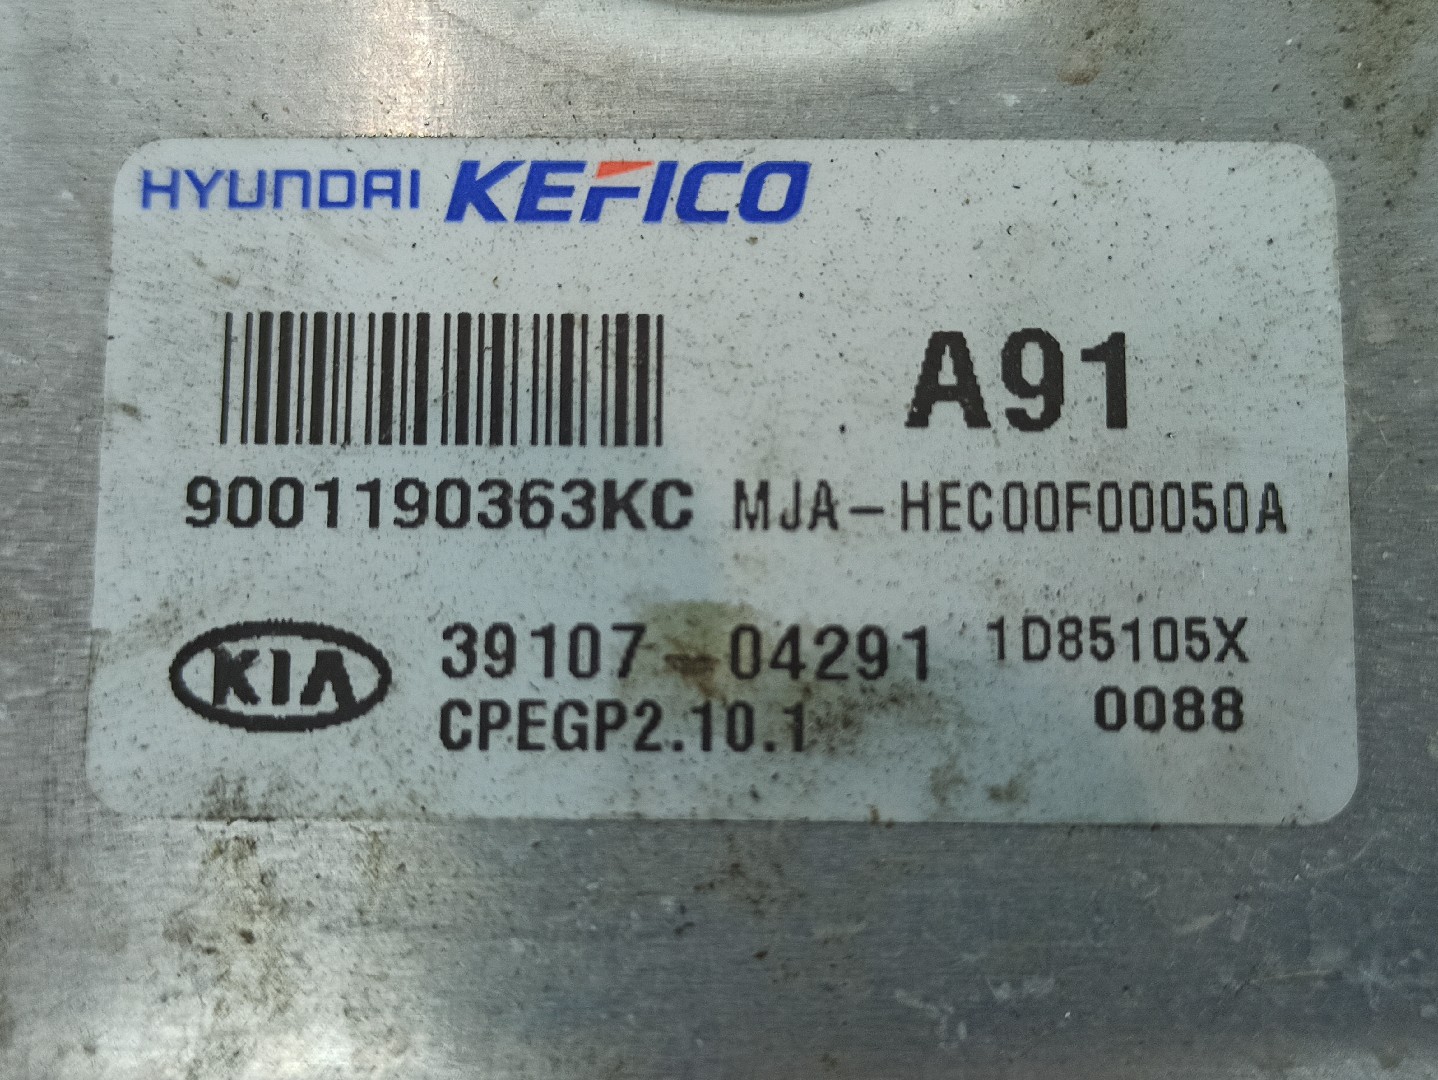 HYUNDAI KEFICO
A91
9001190363KC MJA-HEC00F00050A
KIA 39107-04291 1D85105X
CPEGP2.10.1 0088